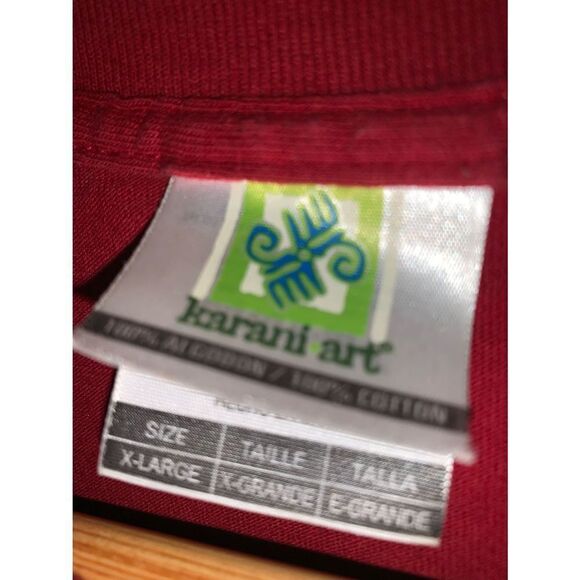 karani·art®
100% ALGODON / 100% COTTON
SIZE TAILLE TALLA
X-LARGE X-GRANDE E-GRANDE